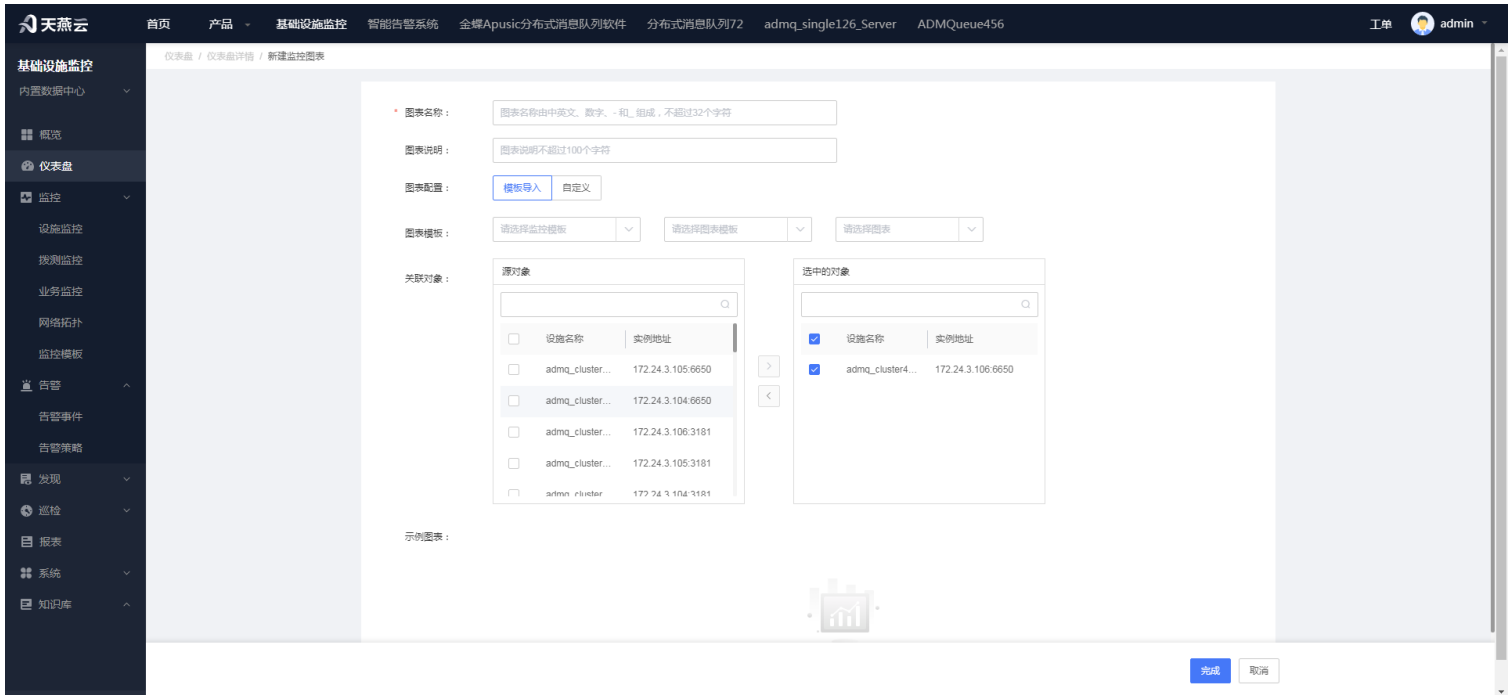 天燕云
首页 产品 基础设施监控 智能告警系统 金蝶Apusic分布式消息队列软件 分布式消息队列72 admq_single126_Server ADMQueue456 工单 admin
基础设施监控
内置数据中心
概览
仪表盘
监控
设施监控
拨测监控
业务监控
网络拓扑
监控模板
告警
告警事件
告警策略
发现
巡检
报表
系统
知识库
仪表盘 / 仪表盘详情 / 新建监控图表
* 图表名称： 图表名称由中英文、数字、- 和_ 组成，不超过32个字符
图表说明： 图表说明不超过100个字符
图表配置： 模板导入 自定义
图表模板： 请选择监控模板 请选择图表模板 请选择图表
关联对象：
源对象
设施名称 实例地址
admq_cluster... 172.24.3.105:6650
admq_cluster... 172.24.3.104:6650
admq_cluster... 172.24.3.106:3181
admq_cluster... 172.24.3.105:3181
admq_cluster... 172.24.3.104:3181
选中的对象
设施名称 实例地址
admq_cluster4... 172.24.3.106:6650
示例图表：
完成 取消